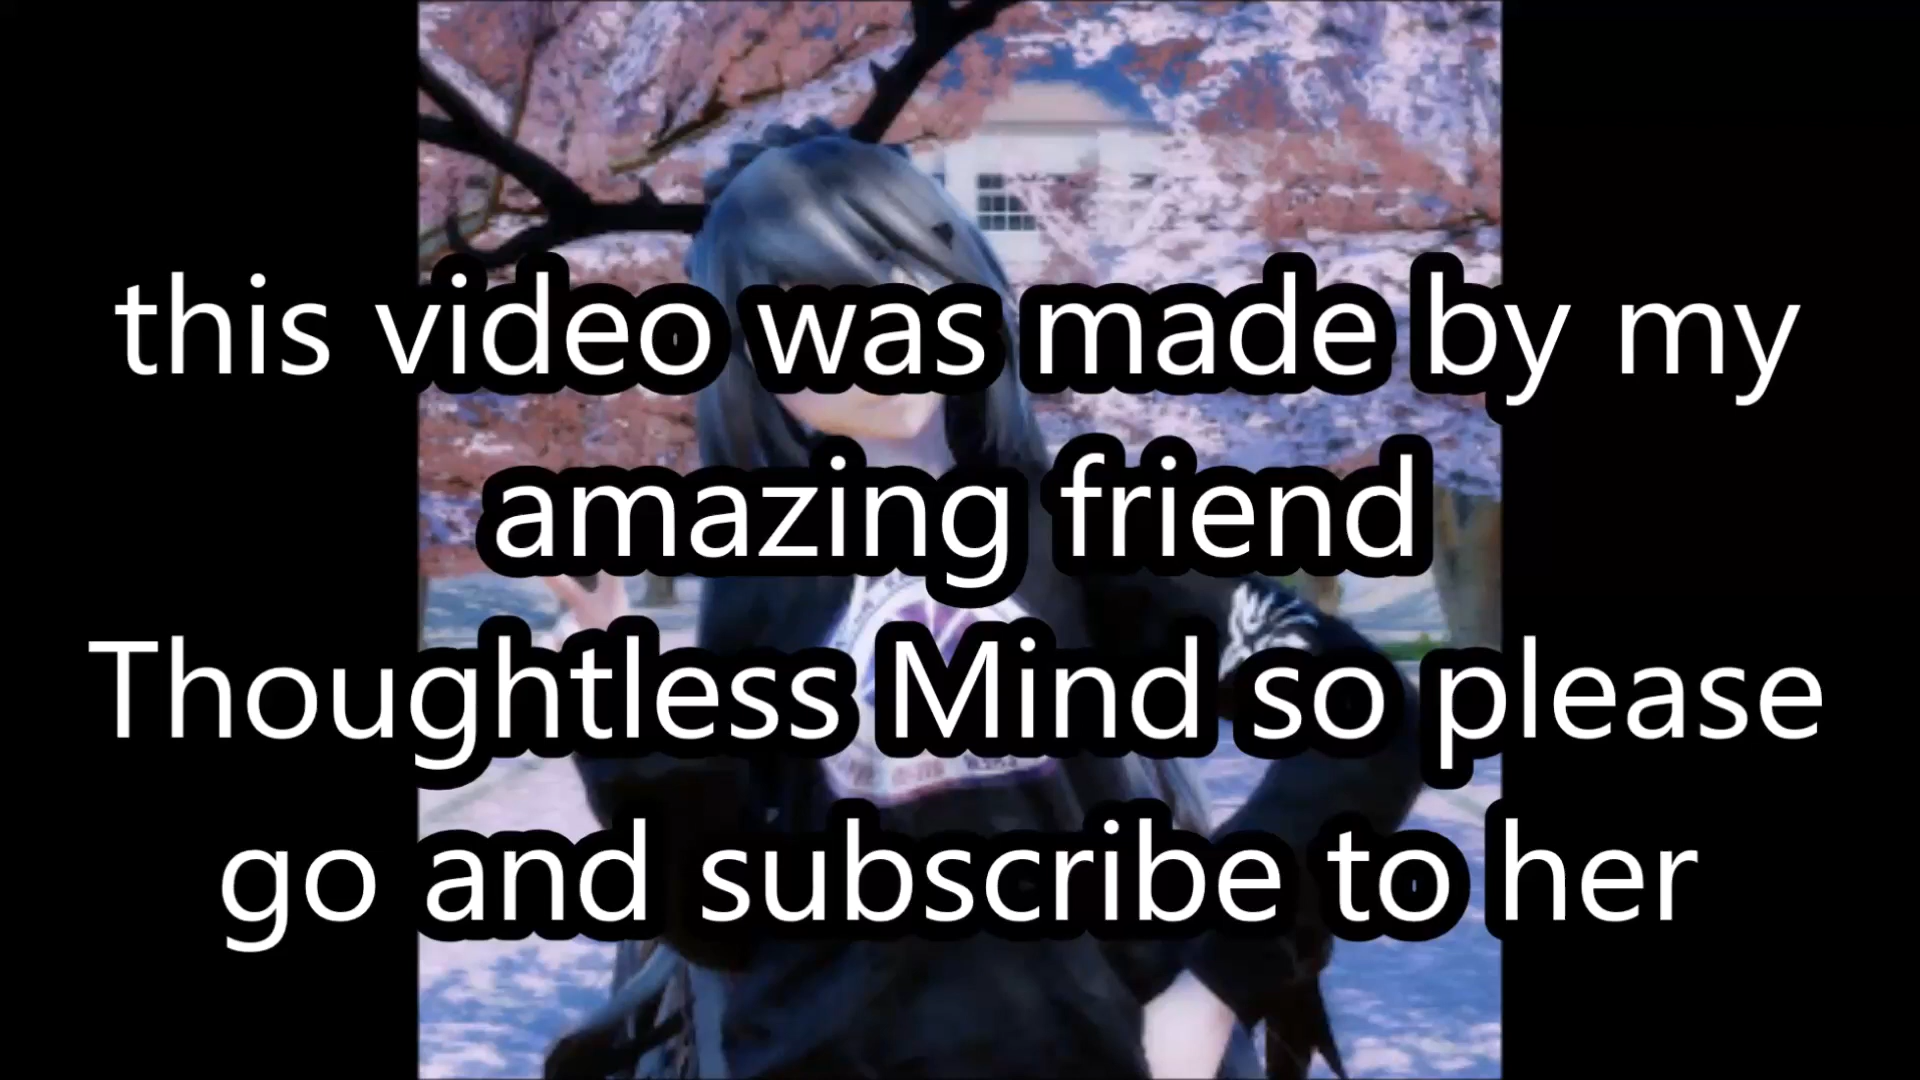 this video was made by my
amazing friend
Thoughtless Mind so please
go and subscribe to her